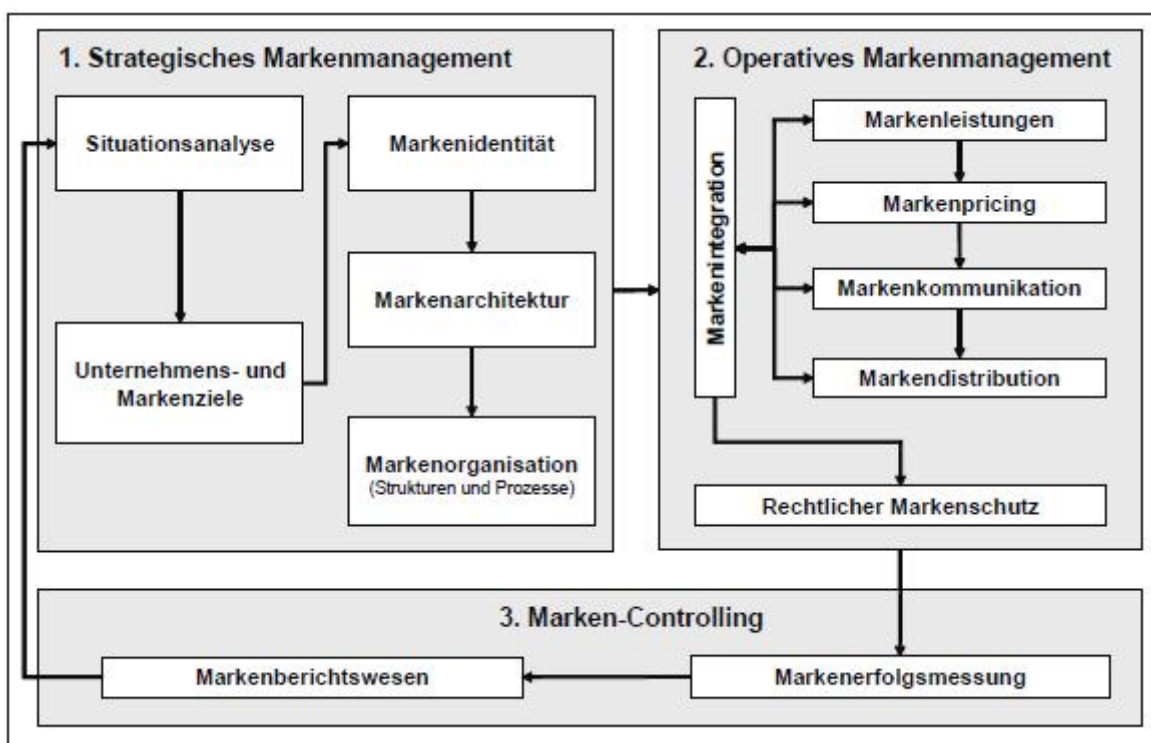 1. Strategisches Markenmanagement
Situationsanalyse
Unternehmens- und
Markenziele
Markenidentität
Markenarchitektur
Markenorganisation
(Strukturen und Prozesse)
2. Operatives Markenmanagement
Markenintegration
Markenleistungen
Markenpricing
Markenkommunikation
Markendistribution
Rechtlicher Markenschutz
3. Marken-Controlling
Markenberichtswesen
Markenerfolgsmessung